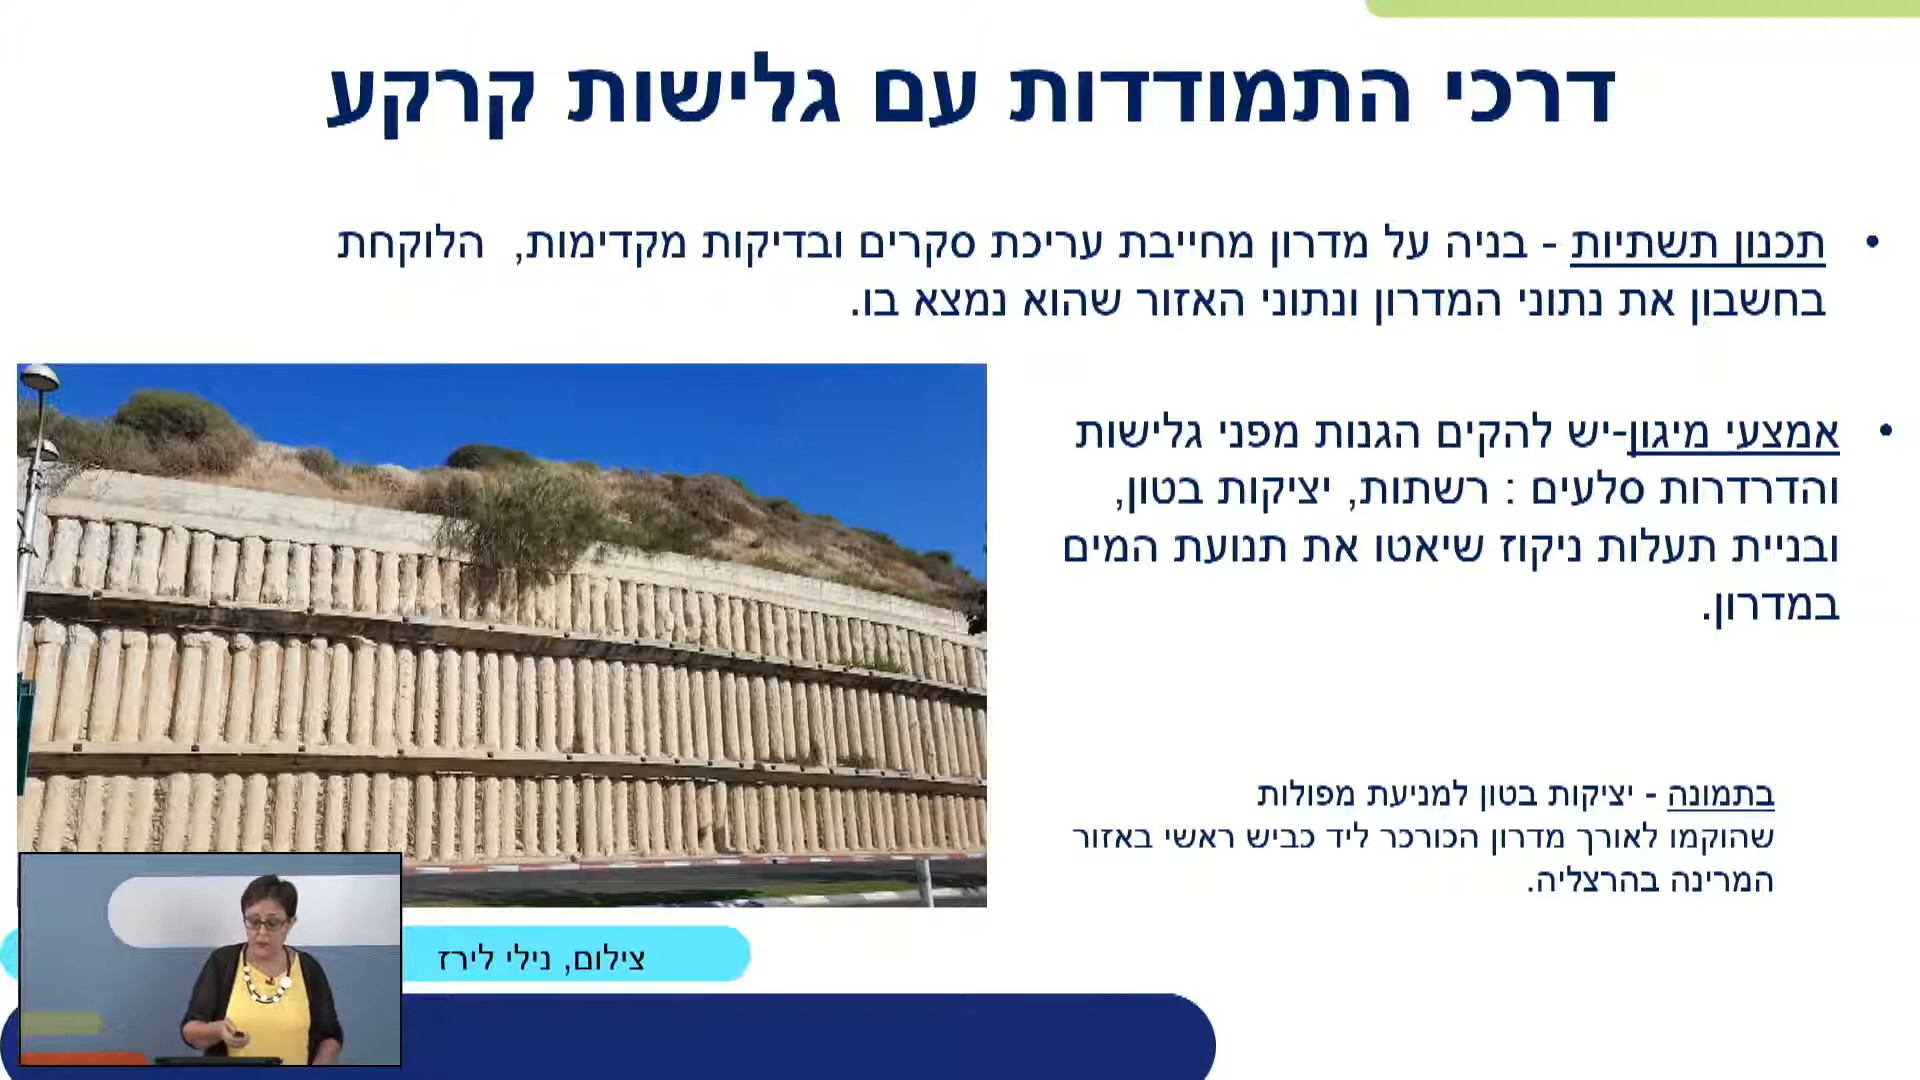 דרכי התמודדות עם גלישות קרקע
• תכנון תשתיות - בניה על מדרון מחייבת עריכת סקרים ובדיקות מקדימות,  הלוקחת
בחשבון את נתוני המדרון ונתוני האזור שהוא נמצא בו.
• אמצעי מיגון-יש להקים הגנות מפני גלישות
והדרדרות סלעים : רשתות, יציקות בטון,
ובניית תעלות ניקוז שיאטו את תנועת המים
במדרון.
בתמונה - יציקות בטון למניעת מפולות
שהוקמו לאורך מדרון הכורכר ליד כביש ראשי באזור
המרינה בהרצליה.
צילום, נילי לירז